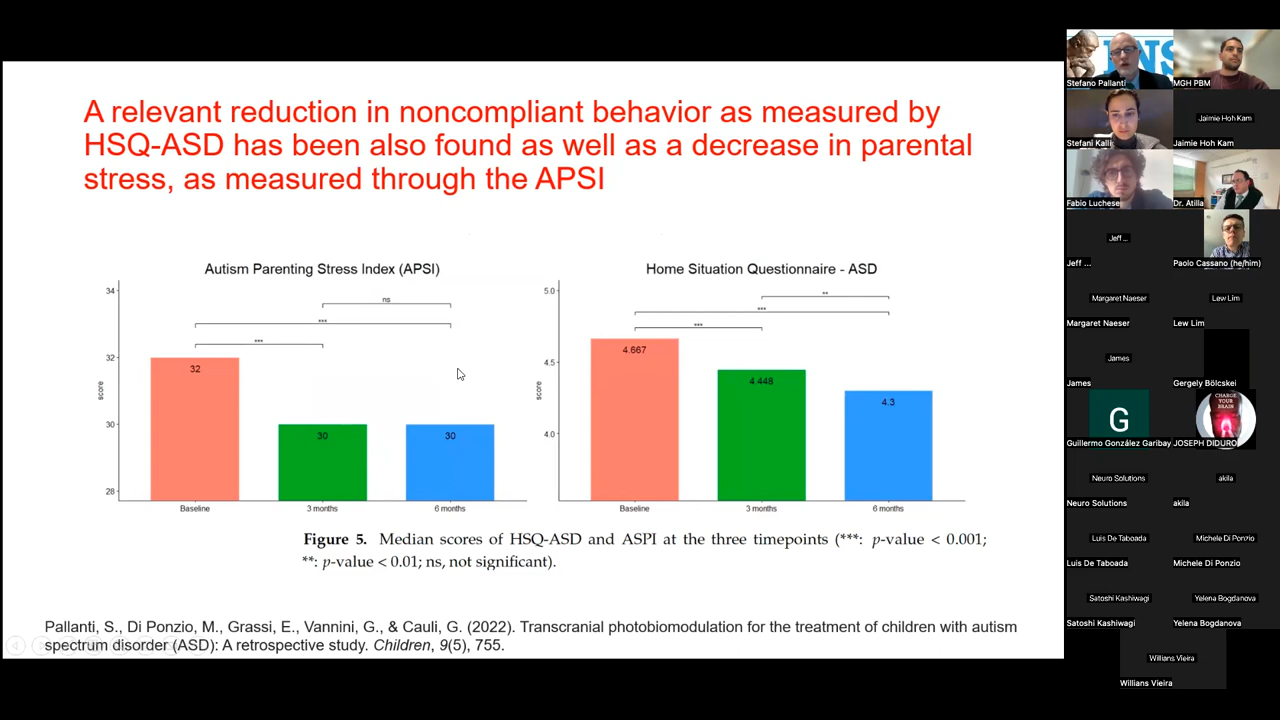 A relevant reduction in noncompliant behavior as measured by
HSQ-ASD has been also found as well as a decrease in parental
stress, as measured through the APSI
Autism Parenting Stress Index (APSI)
34
32
30
28
score
ns
***
***
32
30
30
Baseline
3 months
6 months
Home Situation Questionnaire - ASD
5.0
4.5
4.0
score
**
***
***
4.667
4.448
4.3
Baseline
3 months
6 months
Figure 5. Median scores of HSQ-ASD and ASPI at the three timepoints (***: p-value < 0.001;
**: p-value < 0.01; ns, not significant).
Pallanti, S., Di Ponzio, M., Grassi, E., Vannini, G., & Cauli, G. (2022). Transcranial photobiomodulation for the treatment of children with autism
spectrum disorder (ASD): A retrospective study. Children, 9(5), 755.
Stefano Pallanti
MGH PBM
Stefani Kalli
Jaimie Hoh Kam
Jaimie Hoh Kam
Fabio Luchese
Dr. Atilla
Jeff ...
Jeff ...
Paolo Cassano (he/him)
Margaret Naeser
Margaret Naeser
Lew Lim
Lew Lim
James
James
Gergely Bölcskei
G
Guillermo González Garibay
CHARGE
YOUR
BRAIN
JOSEPH DIDURO
Neuro Solutions
Neuro Solutions
akila
akila
Luis De Taboada
Luis De Taboada
Michele Di Ponzio
Michele Di Ponzio
Satoshi Kashiwagi
Satoshi Kashiwagi
Yelena Bogdanova
Yelena Bogdanova
Willians Vieira
Willians Vieira